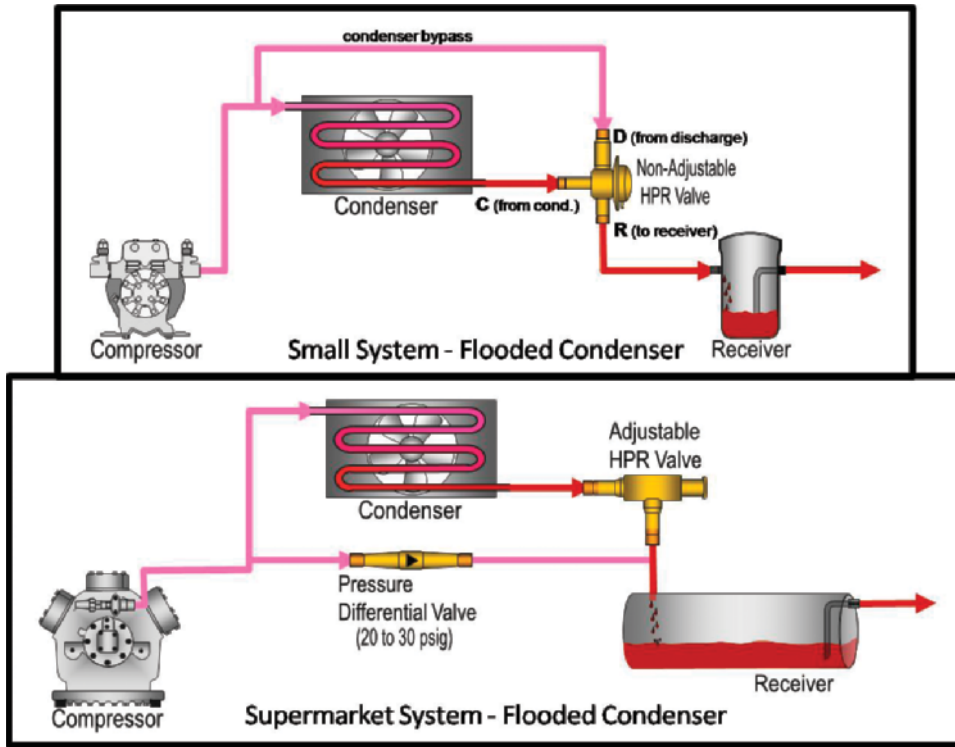 condenser bypass
D (from discharge)
Non-Adjustable
HPR Valve
Condenser
C (from cond.)
R (to receiver)
Compressor
Small System - Flooded Condenser
Receiver
Adjustable
HPR Valve
Condenser
Pressure
Differential Valve
(20 to 30 psig)
Receiver
Compressor
Supermarket System - Flooded Condenser